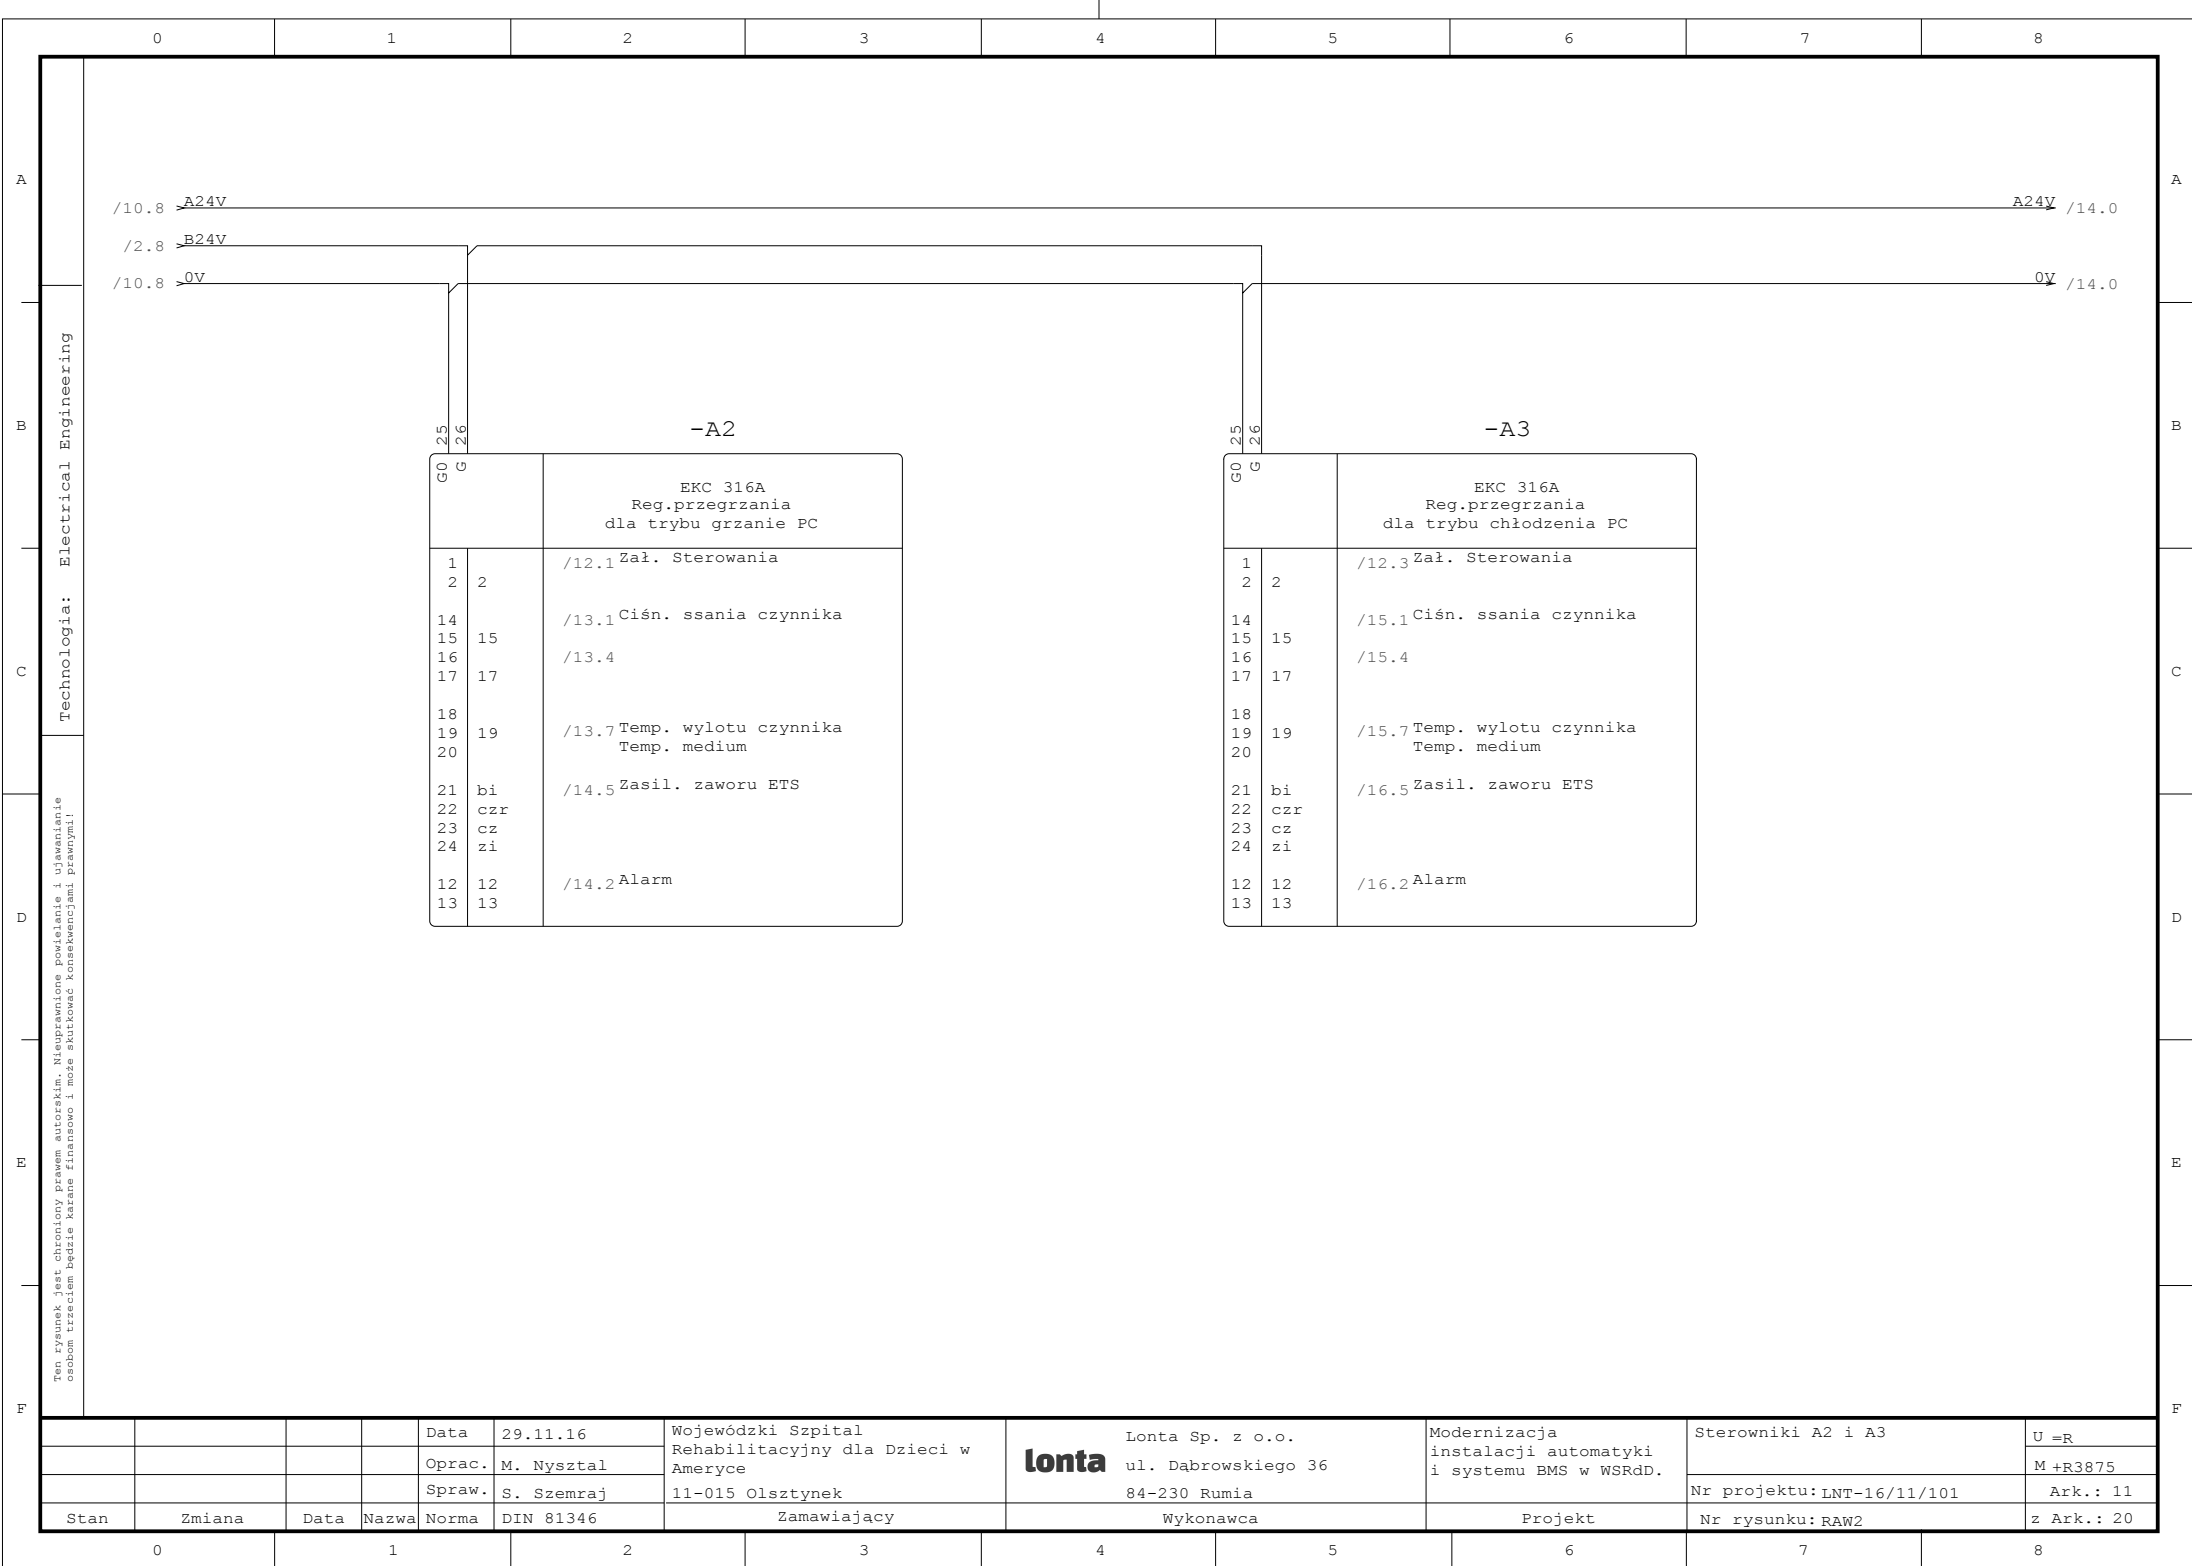 0 1 2 3 4 5 6 7 8
A A
/10.8 A24V A24V /14.0
/2.8 B24V
/10.8 0V 0V /14.0
B B
C C
D D
E E
F F
Technologia: Electrical Engineering
Ten rysunek jest chroniony prawem autorskim. Nieuprawnione powielanie i ujawanianie
osobom trzeciem będzie karane finansowo i może skutkować konsekwencjami prawnymi!
-A2
25
26
G0
G
EKC 316A
Reg.przegrzania
dla trybu grzanie PC
1 /12.1 Zał. Sterowania
2 2
14 /13.1 Ciśn. ssania czynnika
15 15
16 /13.4
17 17
18
19 19 /13.7 Temp. wylotu czynnika
20 Temp. medium
21 bi /14.5 Zasil. zaworu ETS
22 czr
23 cz
24 zi
12 12 /14.2 Alarm
13 13
-A3
25
26
G0
G
EKC 316A
Reg.przegrzania
dla trybu chłodzenia PC
1 /12.3 Zał. Sterowania
2 2
14 /15.1 Ciśn. ssania czynnika
15 15
16 /15.4
17 17
18
19 19 /15.7 Temp. wylotu czynnika
20 Temp. medium
21 bi /16.5 Zasil. zaworu ETS
22 czr
23 cz
24 zi
12 12 /16.2 Alarm
13 13
Stan Zmiana Data Nazwa
Data 29.11.16
Oprac. M. Nysztal
Spraw. S. Szemraj
Norma DIN 81346
Wojewódzki Szpital
Rehabilitacyjny dla Dzieci w
Ameryce
11-015 Olsztynek
Zamawiający
lonta
Lonta Sp. z o.o.
ul. Dąbrowskiego 36
84-230 Rumia
Wykonawca
Modernizacja
instalacji automatyki
i systemu BMS w WSRdD.
Projekt
Sterowniki A2 i A3
Nr projektu: LNT-16/11/101
Nr rysunku: RAW2
U =R
M +R3875
Ark.: 11
z Ark.: 20
0 1 2 3 4 5 6 7 8